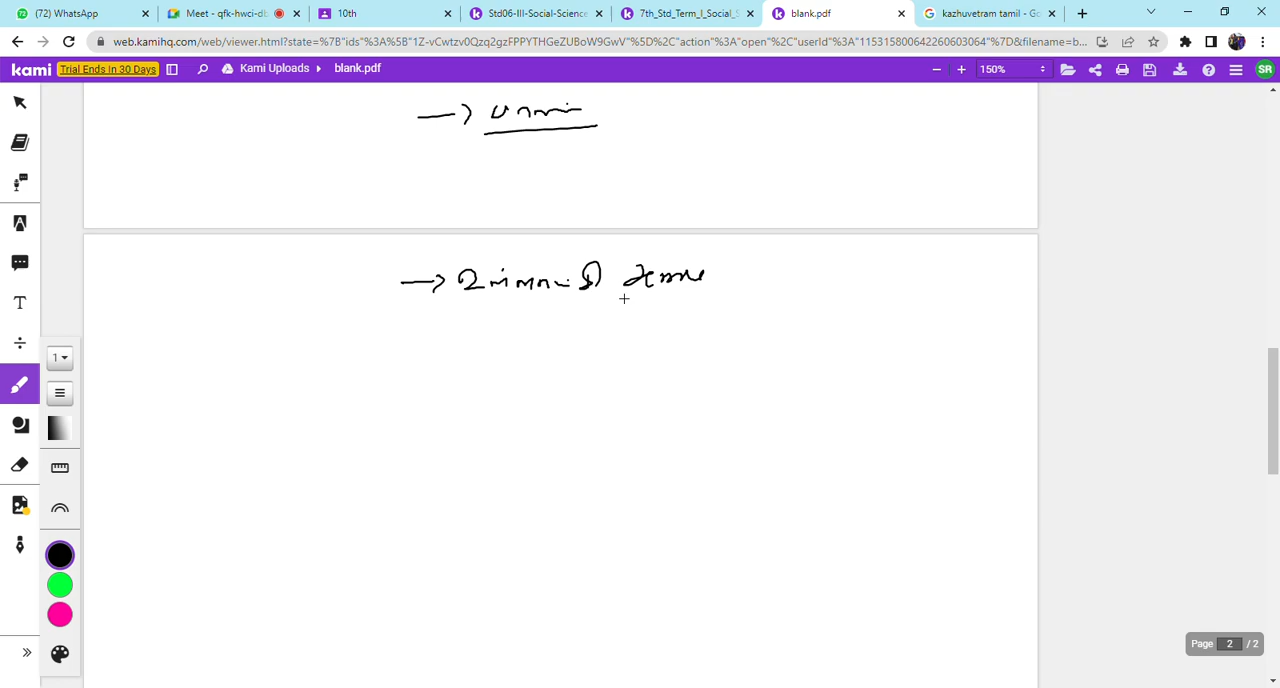 (72) WhatsApp
Meet - qfk-hwci-db
10th
Std06-III-Social-Science
7th_Std_Term_I_Social_S
blank.pdf
kazhuvetram tamil - Go
web.kamihq.com/web/viewer.html?state=%7B"ids"%3A%5B"1Z-vCwtzv0Qzq2gzFPPYTHGeZUBoW9GwV"%5D%2C"action"%3A"open"%2C"userId"%3A"115315800642260603064"%7D&filename=b...
kami
Trial Ends In 30 Days
Kami Uploads
blank.pdf
150%
SR
1
Page 2 / 2